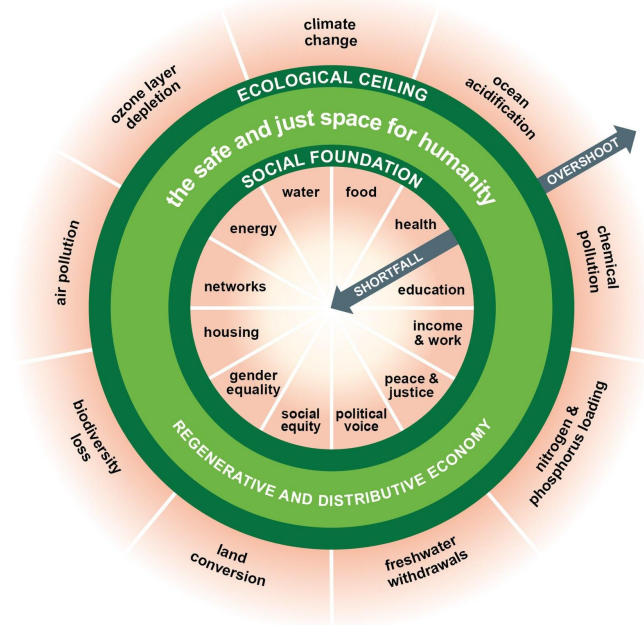 climate
change
ozone layer
depletion
ocean
acidification
ECOLOGICAL CEILING
the safe and just space for humanity
OVERSHOOT
SOCIAL FOUNDATION
water
food
energy
health
air pollution
chemical
pollution
SHORTFALL
networks
education
housing
income
& work
gender
equality
peace &
justice
social
equity
political
voice
biodiversity
loss
nitrogen &
phosphorus loading
REGENERATIVE AND DISTRIBUTIVE ECONOMY
land
conversion
freshwater
withdrawals